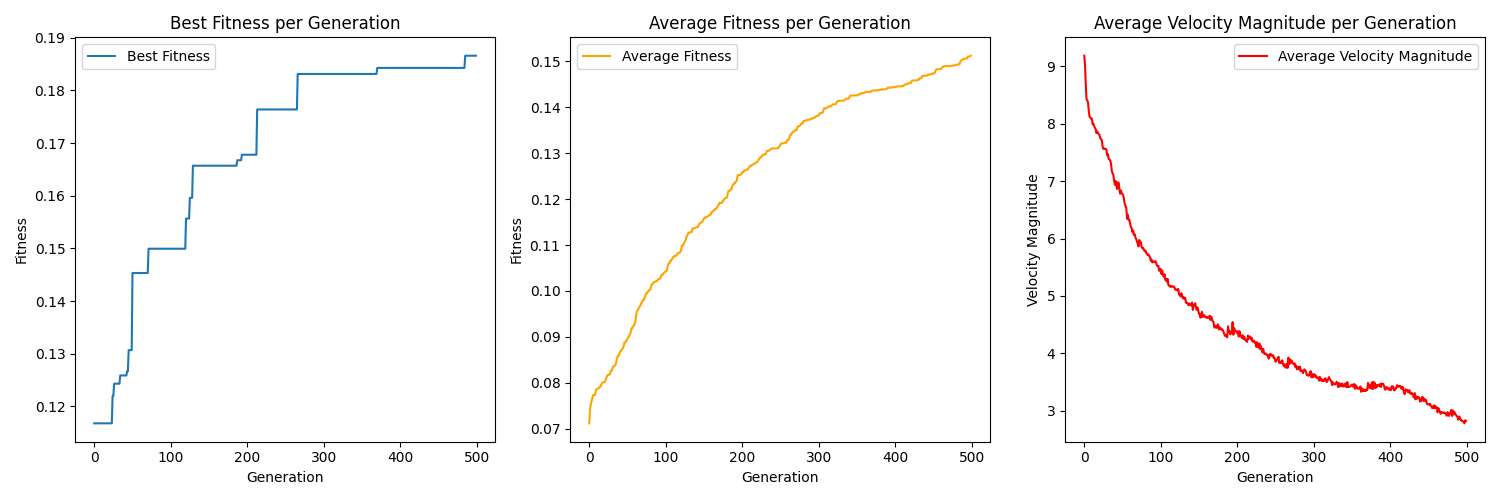 Best Fitness per Generation
Best Fitness
Fitness
0.19
0.18
0.17
0.16
0.15
0.14
0.13
0.12
0 100 200 300 400 500
Generation
Average Fitness per Generation
Average Fitness
Fitness
0.15
0.14
0.13
0.12
0.11
0.10
0.09
0.08
0.07
0 100 200 300 400 500
Generation
Average Velocity Magnitude per Generation
Average Velocity Magnitude
Velocity Magnitude
9
8
7
6
5
4
3
0 100 200 300 400 500
Generation